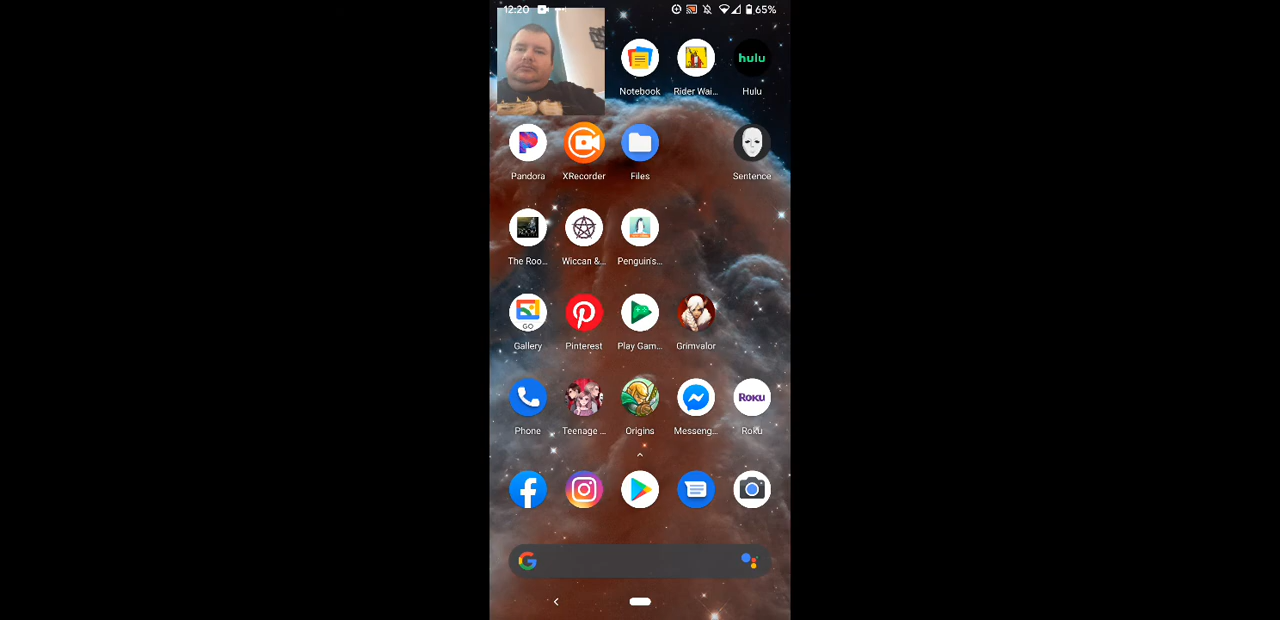 12:20
65%
hulu
Notebook
Rider Wai...
Hulu
Pandora
XRecorder
Files
Sentence
The Roo...
Wiccan &...
Penguin's...
GO
Gallery
Pinterest
Play Gam...
Grimvalor
Roku
Phone
Teenage ...
Origins
Messeng...
Roku